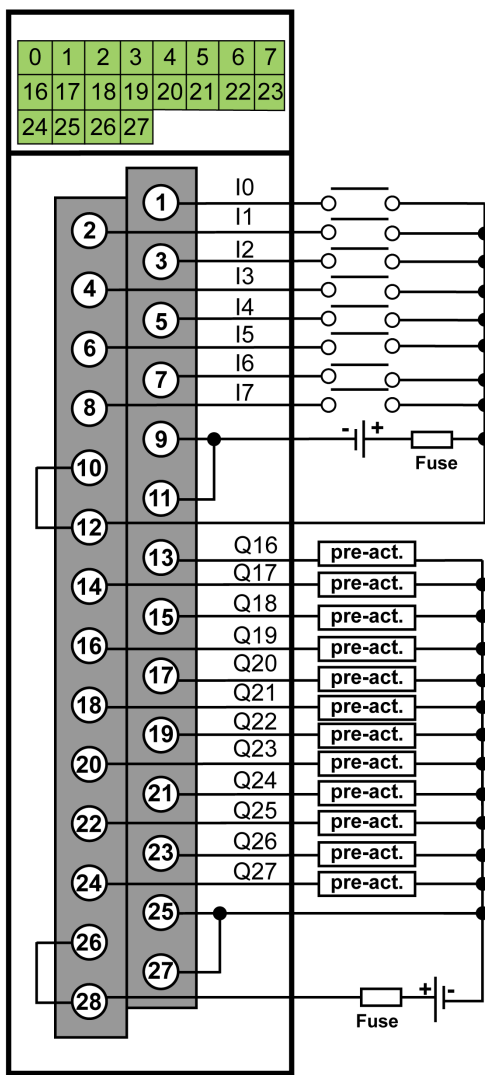 0 1 2 3 4 5 6 7
16 17 18 19 20 21 22 23
24 25 26 27
1 I0
2 I1
3 I2
4 I3
5 I4
6 I5
7 I6
8 I7
9 - +
Fuse
10
11
12
13 Q16 pre-act.
14 Q17 pre-act.
15 Q18 pre-act.
16 Q19 pre-act.
17 Q20 pre-act.
18 Q21 pre-act.
19 Q22 pre-act.
20 Q23 pre-act.
21 Q24 pre-act.
22 Q25 pre-act.
23 Q26 pre-act.
24 Q27 pre-act.
25
26
27
28 + -
Fuse